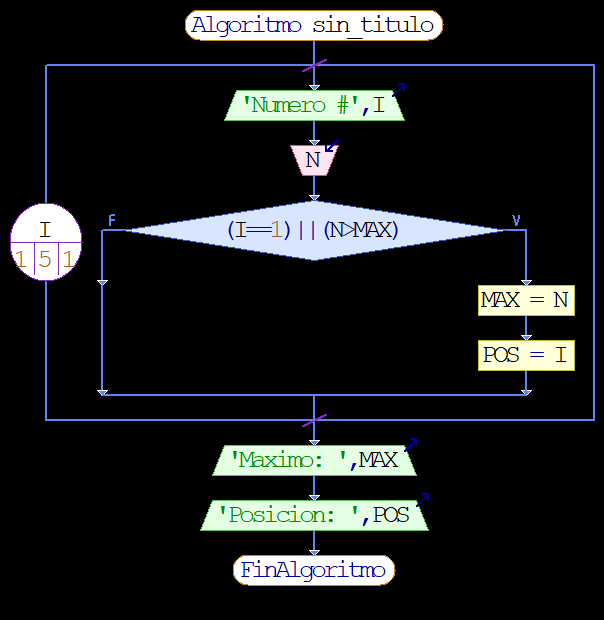 Algoritmo sin_titulo
'Numero #',I
N
I
1 5 1
F
(I==1)||(N>MAX)
V
MAX = N
POS = I
'Maximo: ',MAX
'Posicion: ',POS
FinAlgoritmo